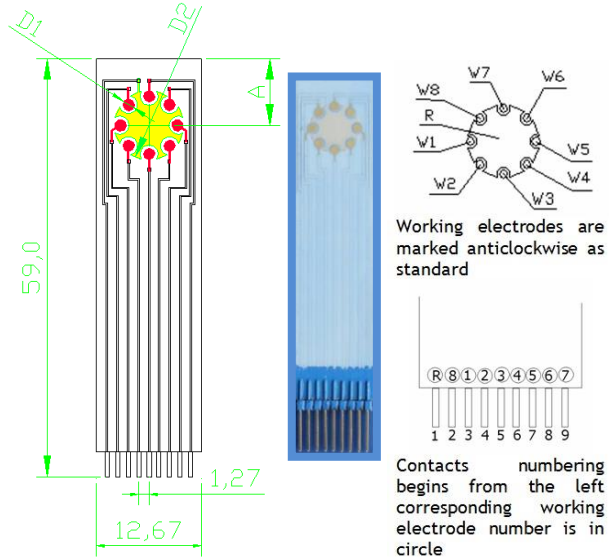 D1
D2
A
59,0
1,27
12,67
W7
W8
W6
R
W1
W5
W2
W4
W3
Working electrodes are
marked anticlockwise as
standard
R 8 1 2 3 4 5 6 7
1 2 3 4 5 6 7 8 9
Contacts numbering
begins from the left
corresponding working
electrode number is in
circle